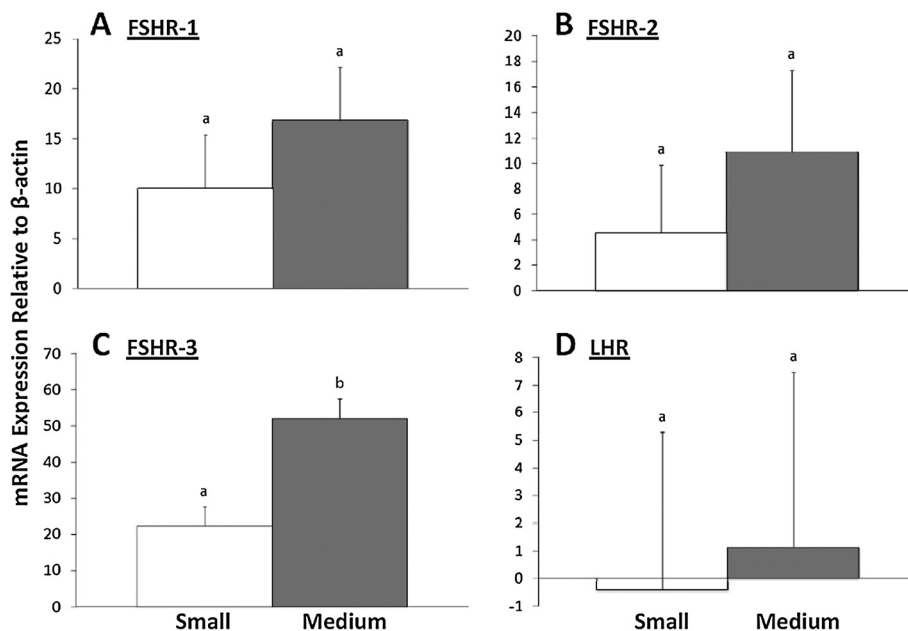 A FSHR-1
25
20
15
10
5
0
a
a
B FSHR-2
20
18
16
14
12
10
8
6
4
2
0
a
a
mRNA Expression Relative to β-actin
C FSHR-3
70
60
50
40
30
20
10
0
a
b
Small Medium
D LHR
8
7
6
5
4
3
2
1
0
-1
a
a
Small Medium